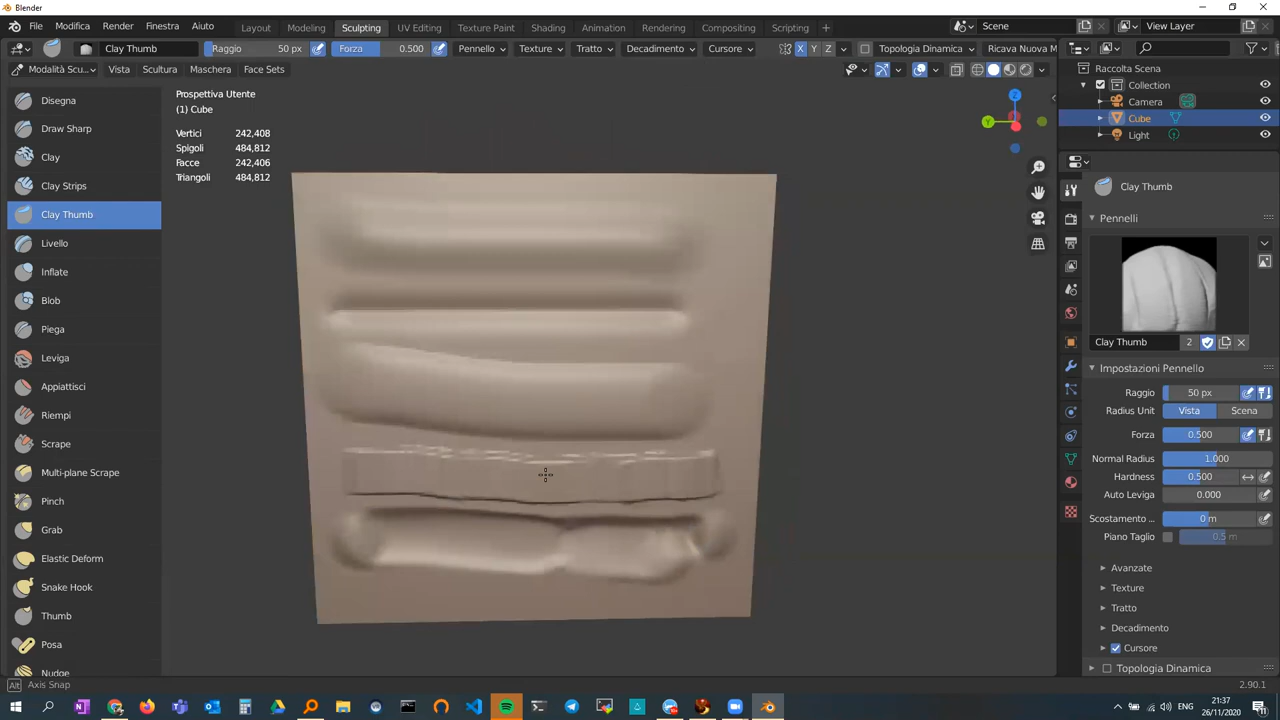 Blender
File Modifica Render Finestra Aiuto Layout Modeling Sculpting UV Editing Texture Paint Shading Animation Rendering Compositing Scripting + Scene View Layer
Clay Thumb Raggio 50 px Forza 0.500 Pennello Texture Tratto Decadimento Cursore X Y Z Topologia Dinamica Ricava Nuova M
Modalità Scu... Vista Scultura Maschera Face Sets
Raccolta Scena
Collection
Camera
Cube
Light
Prospettiva Utente
(1) Cube
Vertici 242,408
Spigoli 484,812
Facce 242,406
Triangoli 484,812
Z
Y
Disegna
Draw Sharp
Clay
Clay Strips
Clay Thumb
Livello
Inflate
Blob
Piega
Leviga
Appiattisci
Riempi
Scrape
Multi-plane Scrape
Pinch
Grab
Elastic Deform
Snake Hook
Thumb
Posa
Nudge
Clay Thumb
Pennelli
Clay Thumb 2
Impostazioni Pennello
Raggio 50 px
Radius Unit Vista Scena
Forza 0.500
Normal Radius 1.000
Hardness 0.500
Auto Leviga 0.000
Scostamento ... 0 m
Piano Taglio 0.5 m
Avanzate
Texture
Tratto
Decadimento
Cursore
Topologia Dinamica
Alt Axis Snap 2.90.1
21:37
26/11/2020